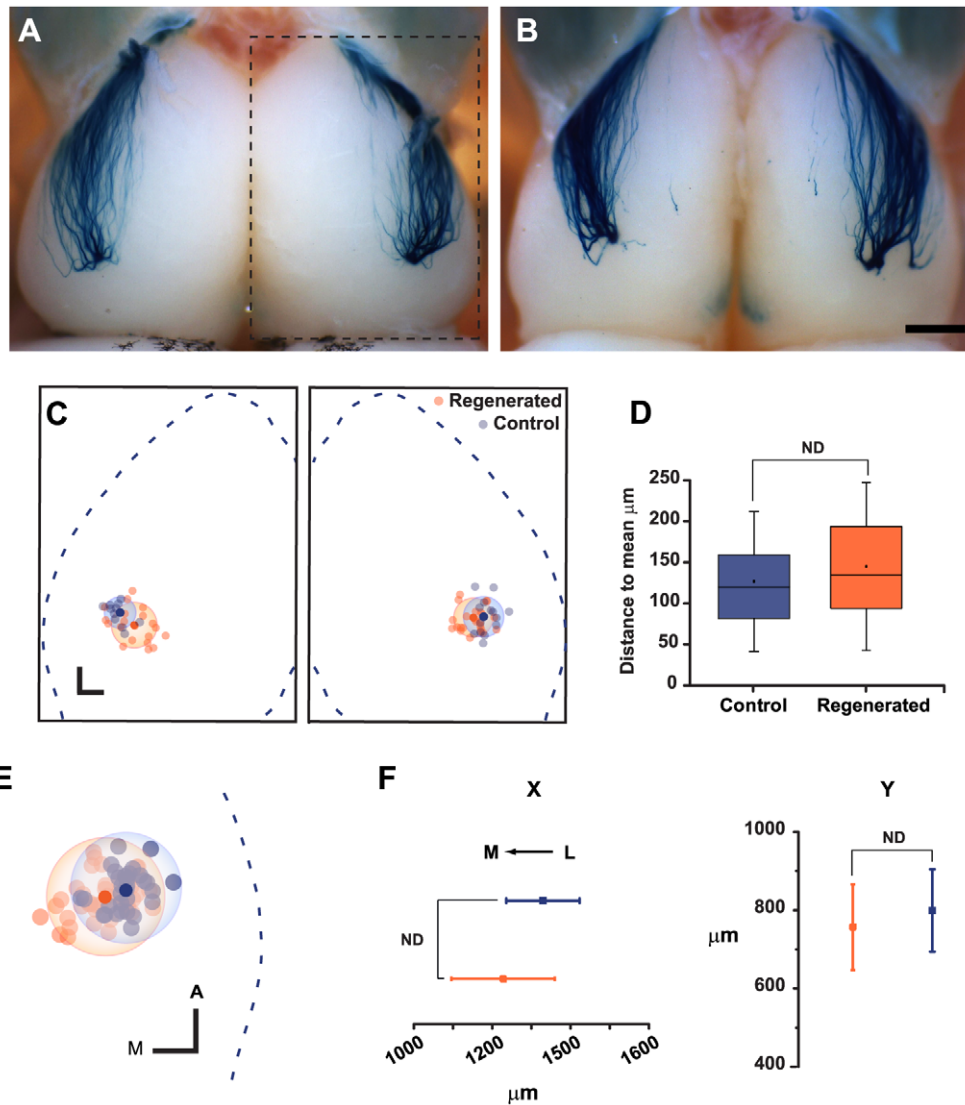 A
B
C
Regenerated
Control
D
ND
Distance to mean μm
250
200
150
100
50
0
Control
Regenerated
E
A
M
F
X
M
L
ND
1000
1200
1400
1600
μm
Y
ND
1000
800
600
400
μm